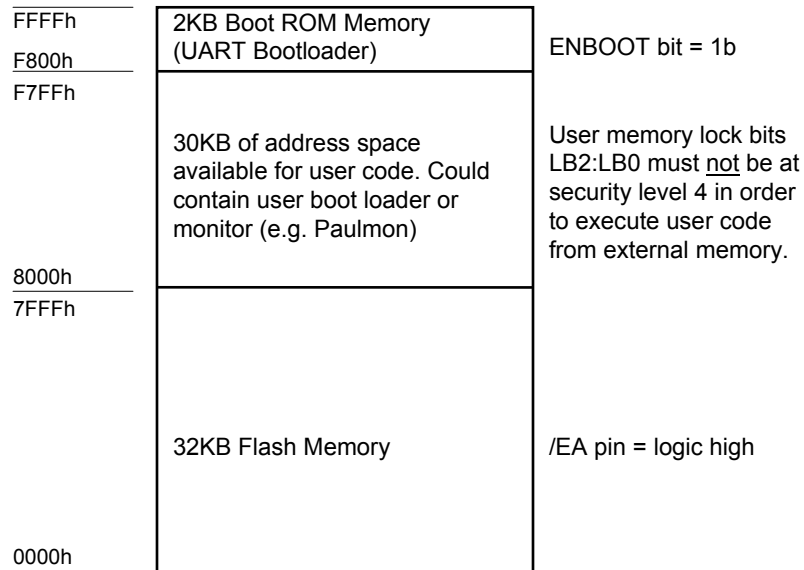 FFFFh
2KB Boot ROM Memory
(UART Bootloader)
ENBOOT bit = 1b
F800h
F7FFh
30KB of address space
available for user code. Could
contain user boot loader or
monitor (e.g. Paulmon)
User memory lock bits
LB2:LB0 must not be at
security level 4 in order
to execute user code
from external memory.
8000h
7FFFh
32KB Flash Memory
/EA pin = logic high
0000h